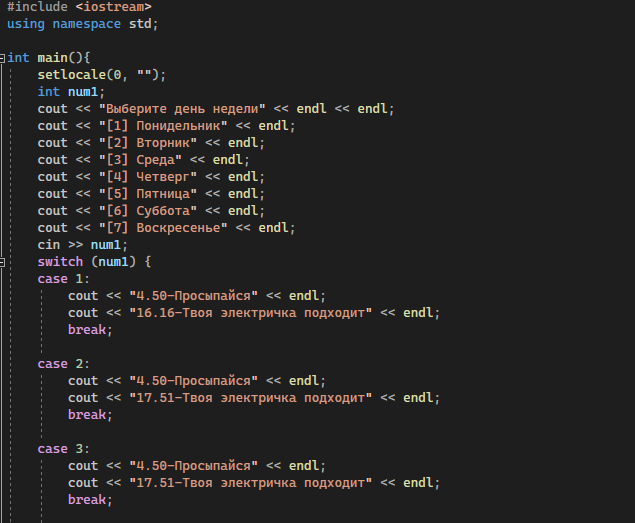 #include <iostream>
using namespace std;
int main(){
setlocale(0, "");
int num1;
cout << "Выберите день недели" << endl << endl;
cout << "[1] Понидельник" << endl;
cout << "[2] Вторник" << endl;
cout << "[3] Среда" << endl;
cout << "[4] Четверг" << endl;
cout << "[5] Пятница" << endl;
cout << "[6] Суббота" << endl;
cout << "[7] Воскресенье" << endl;
cin >> num1;
switch (num1) {
case 1:
cout << "4.50-Просыпайся" << endl;
cout << "16.16-Твоя электричка подходит" << endl;
break;
case 2:
cout << "4.50-Просыпайся" << endl;
cout << "17.51-Твоя электричка подходит" << endl;
break;
case 3:
cout << "4.50-Просыпайся" << endl;
cout << "17.51-Твоя электричка подходит" << endl;
break;